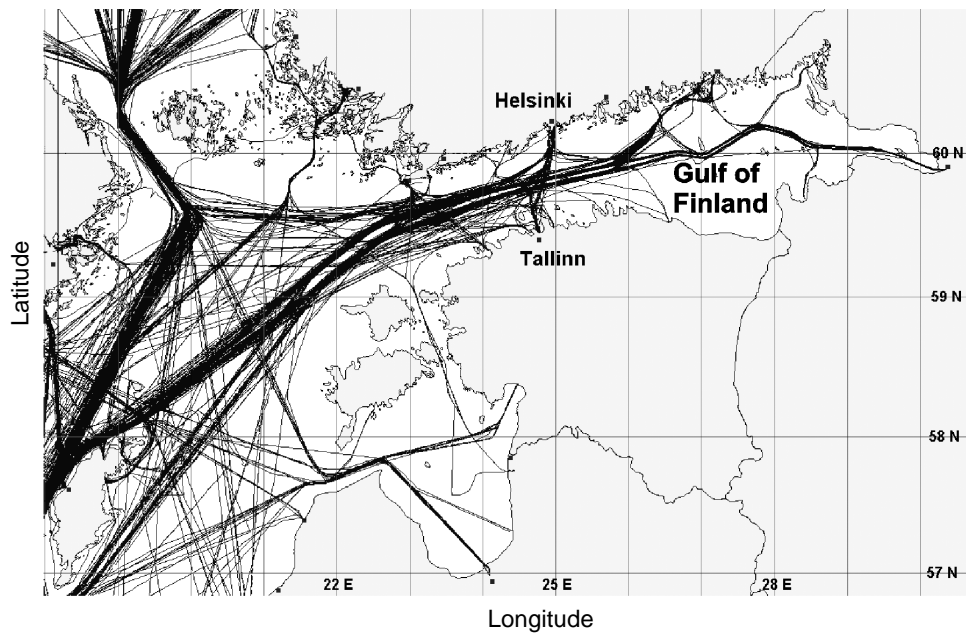 Helsinki
60 N
Gulf of
Finland
Tallinn
59 N
58 N
57 N
22 E
25 E
28 E
Latitude
Longitude